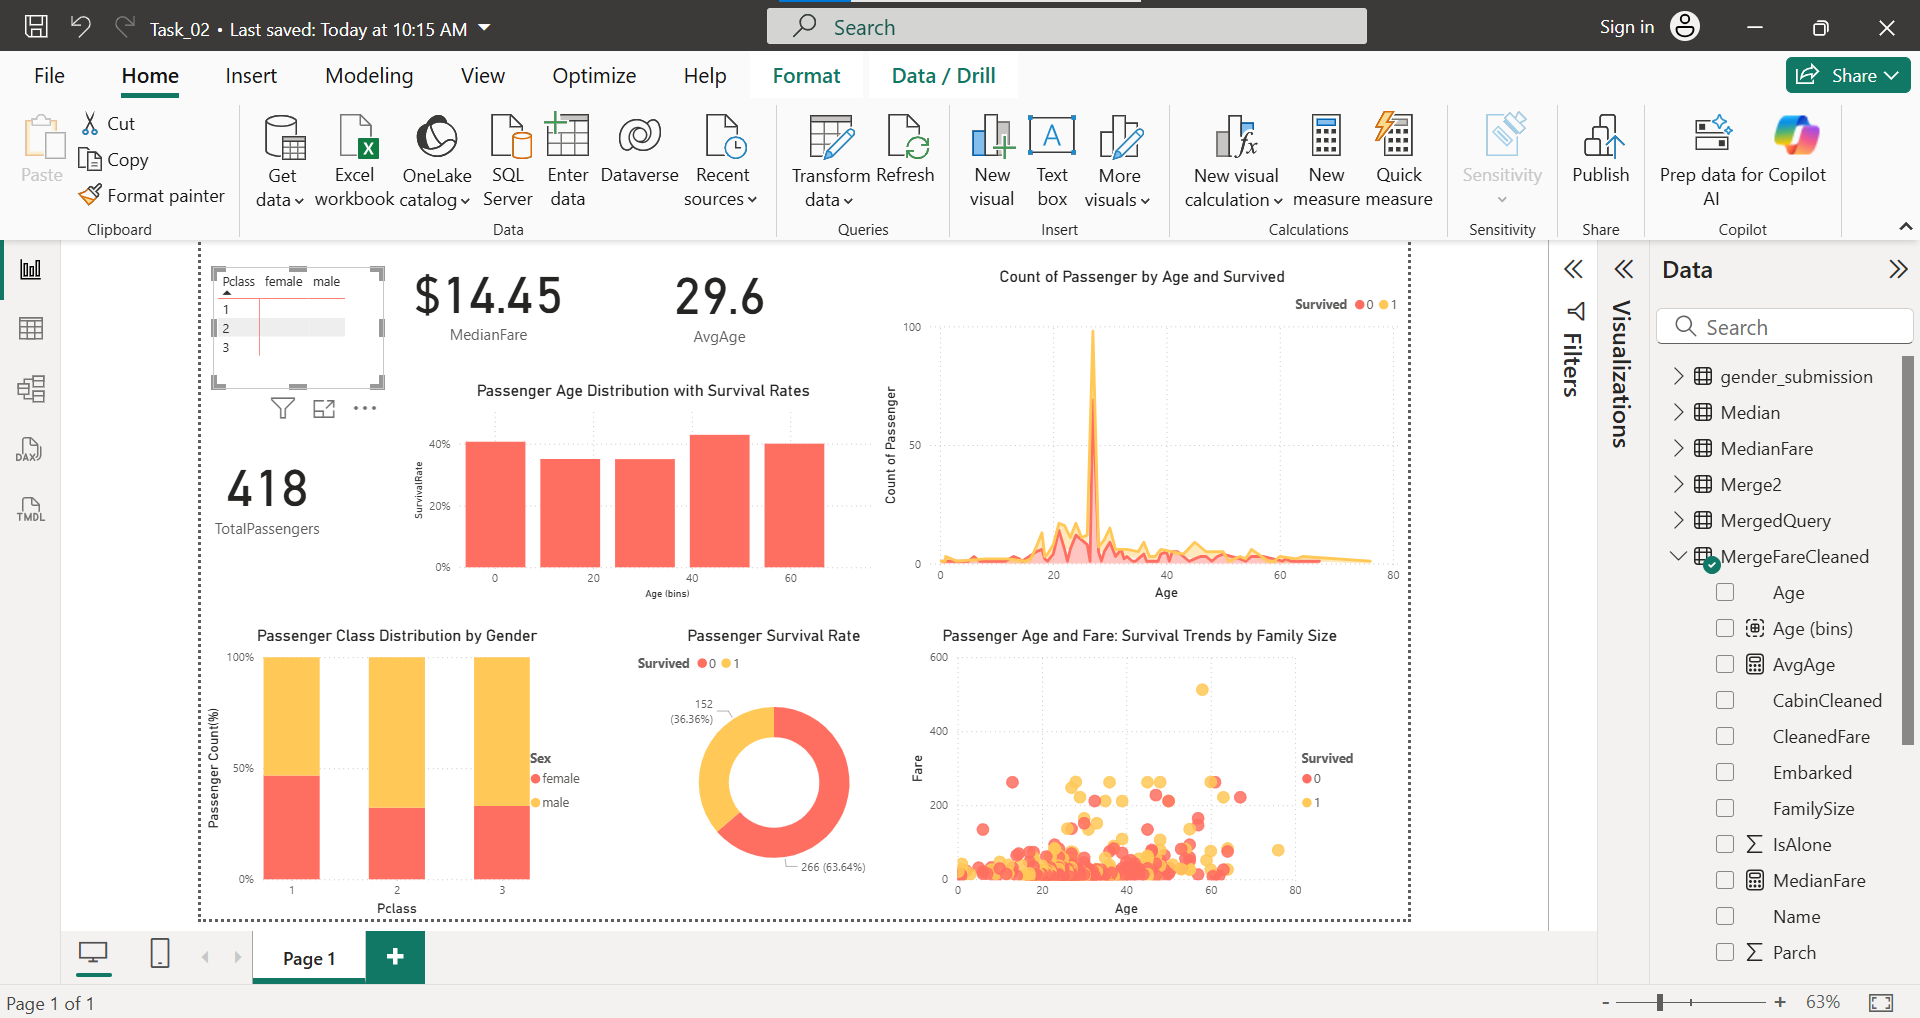 Task_02 • Last saved: Today at 10:15 AM
Search
Sign in
File
Home
Insert
Modeling
View
Optimize
Help
Format
Data / Drill
Share
Paste
Cut
Copy
Format painter
Clipboard
Get data
Excel workbook
OneLake catalog
SQL Server
Enter data
Dataverse
Recent sources
Data
Transform data
Refresh
Queries
New visual
Text box
More visuals
Insert
New visual calculation
New measure
Quick measure
Calculations
Sensitivity
Sensitivity
Publish
Share
Prep data for AI
Copilot
Copilot
DAX
TMDL
Pclass female male
1
2
3
$14.45
MedianFare
29.6
AvgAge
418
TotalPassengers
Passenger Age Distribution with Survival Rates
SurvivalRate
40%
20%
0%
0 20 40 60
Age (bins)
Count of Passenger by Age and Survived
Survived 0 1
Count of Passenger
100
50
0
0 20 40 60 80
Age
Passenger Class Distribution by Gender
Passenger Count(%)
100%
50%
0%
1 2 3
Pclass
Sex
female
male
Passenger Survival Rate
Survived 0 1
152
(36.36%)
266 (63.64%)
Passenger Age and Fare: Survival Trends by Family Size
Fare
600
400
200
0
0 20 40 60 80
Age
Survived
0
1
Filters
Visualizations
Data
Search
gender_submission
Median
MedianFare
Merge2
MergedQuery
MergeFareCleaned
Age
Age (bins)
AvgAge
CabinCleaned
CleanedFare
Embarked
FamilySize
IsAlone
MedianFare
Name
Parch
Page 1
Page 1 of 1
- + 63%